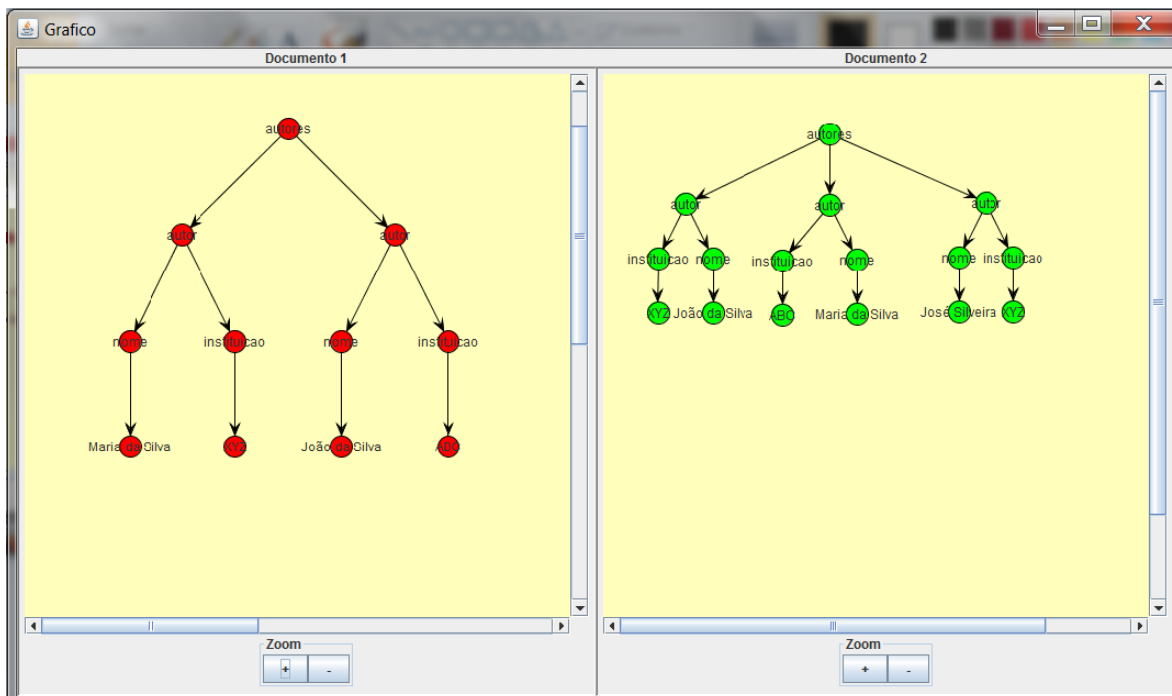 Grafico
Documento 1
Documento 2
autores
autor
autor
nome
instituicao
nome
instituicao
Maria da Silva
XYZ
João da Silva
ABC
Zoom
+
-
autores
autor
autor
autor
instituicao
nome
instituicao
nome
nome
instituicao
XYZ
João da Silva
ABC
Maria da Silva
José Silveira
XYZ
Zoom
+
-